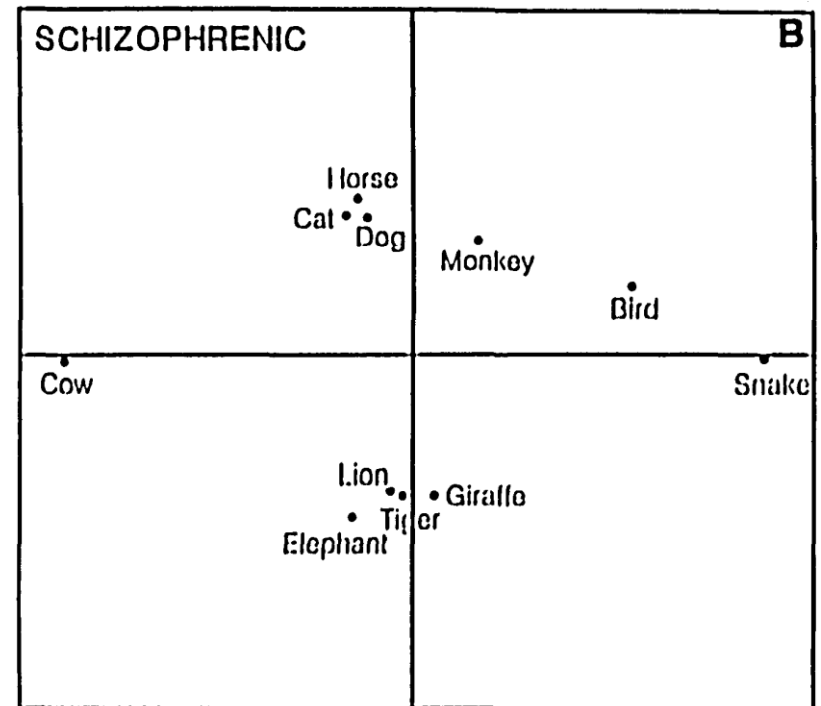 SCHIZOPHRENIC
B
Horse
Cat
Dog
Monkey
Bird
Cow
Snake
Lion
Giraffe
Tiger
Elephant